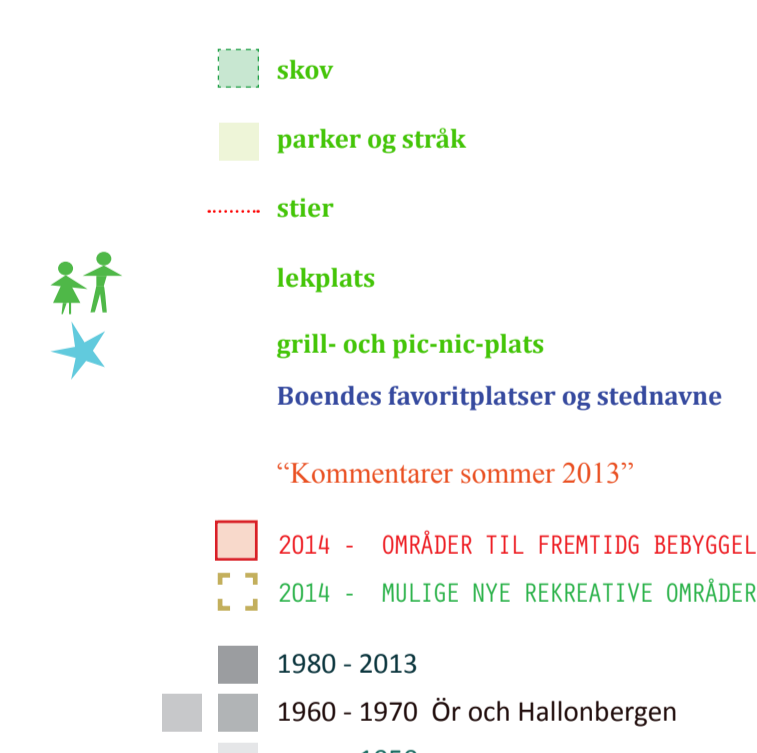 skov
parker og stråk
stier
lekplats
grill- och pic-nic-plats
Boendes favoritplatser og stednavne
“Kommentarer sommer 2013”
2014 - OMRÅDER TIL FREMTIDG BEBYGGEL
2014 - MULIGE NYE REKREATIVE OMRÅDER
1980 - 2013
1960 - 1970 Ör och Hallonbergen